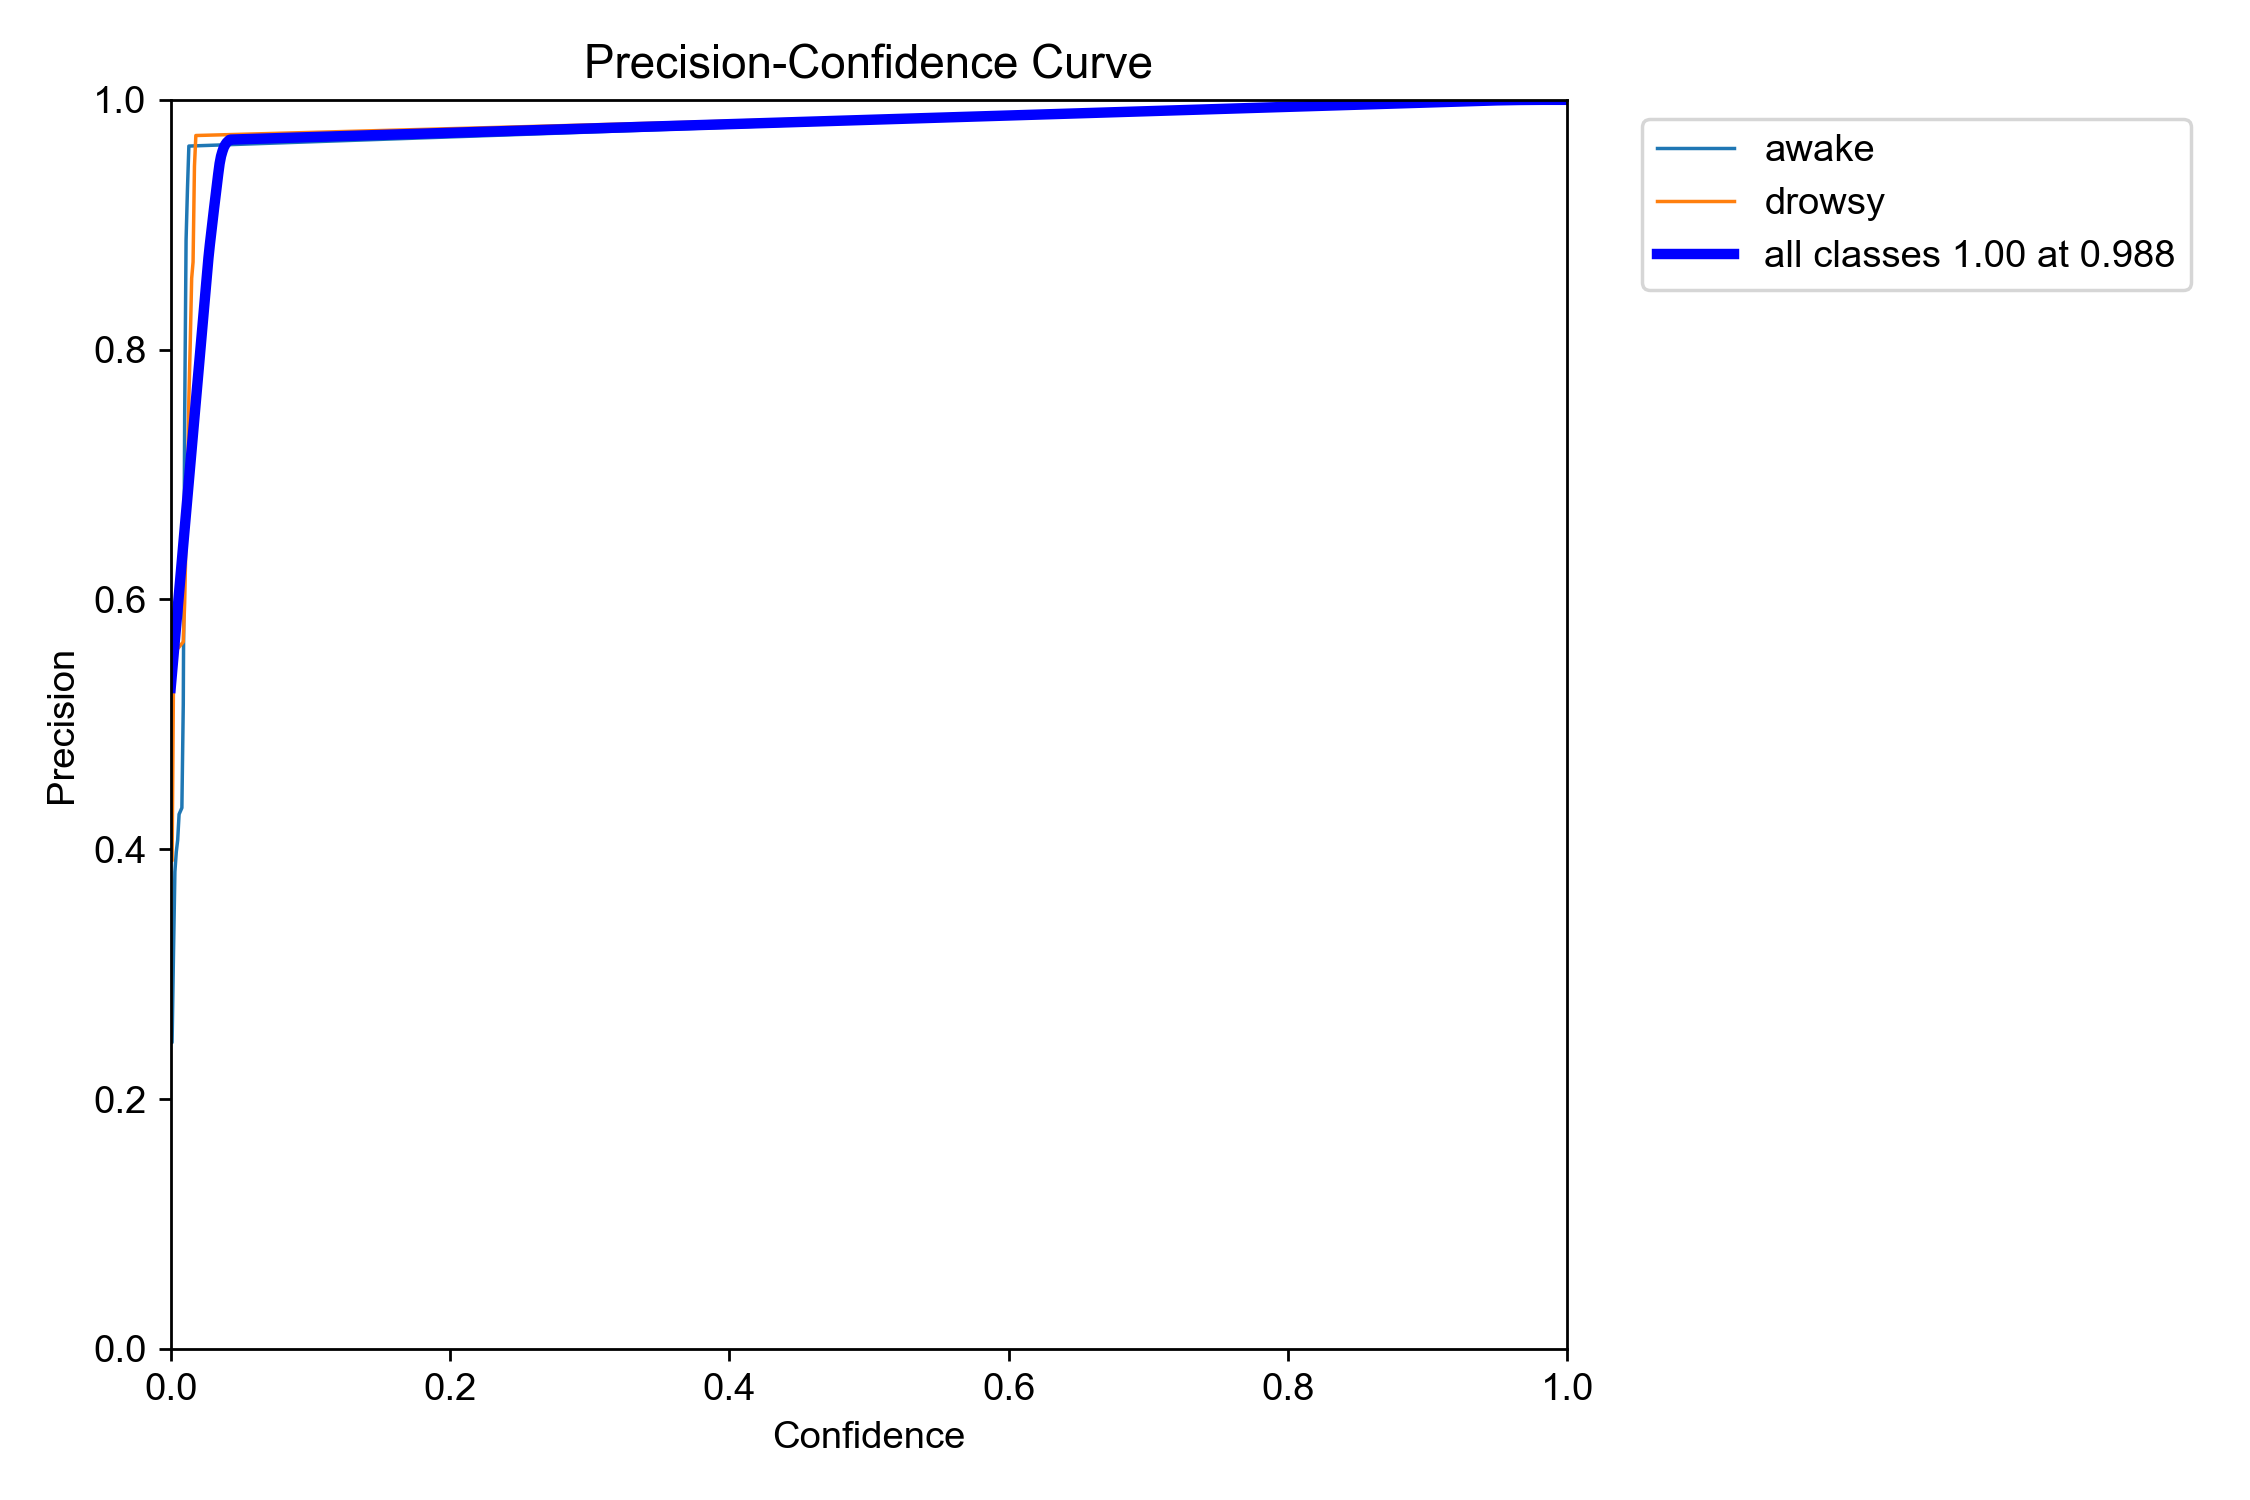 Precision-Confidence Curve
1.0
0.8
0.6
0.4
0.2
0.0
Precision
0.0 0.2 0.4 0.6 0.8 1.0
Confidence
awake
drowsy
all classes 1.00 at 0.988